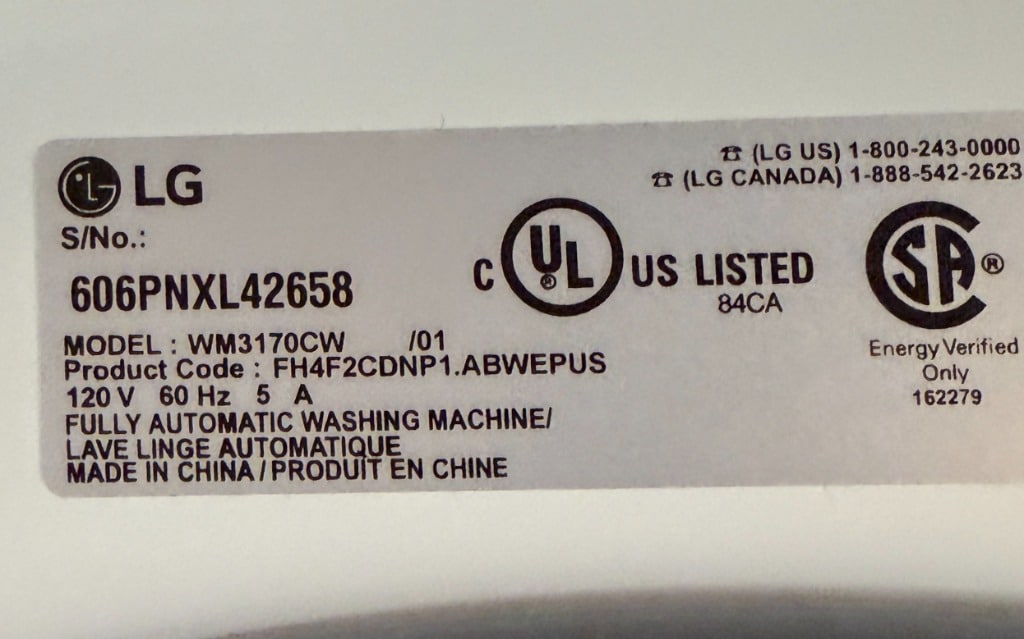 LG
☎ (LG US) 1-800-243-0000
☎ (LG CANADA) 1-888-542-2623
S/No.:
606PNXL42658
C UL® US LISTED
84CA
SA®
Energy Verified
Only
162279
MODEL : WM3170CW /01
Product Code : FH4F2CDNP1.ABWEPUS
120 V 60 Hz 5 A
FULLY AUTOMATIC WASHING MACHINE/
LAVE LINGE AUTOMATIQUE
MADE IN CHINA/PRODUIT EN CHINE